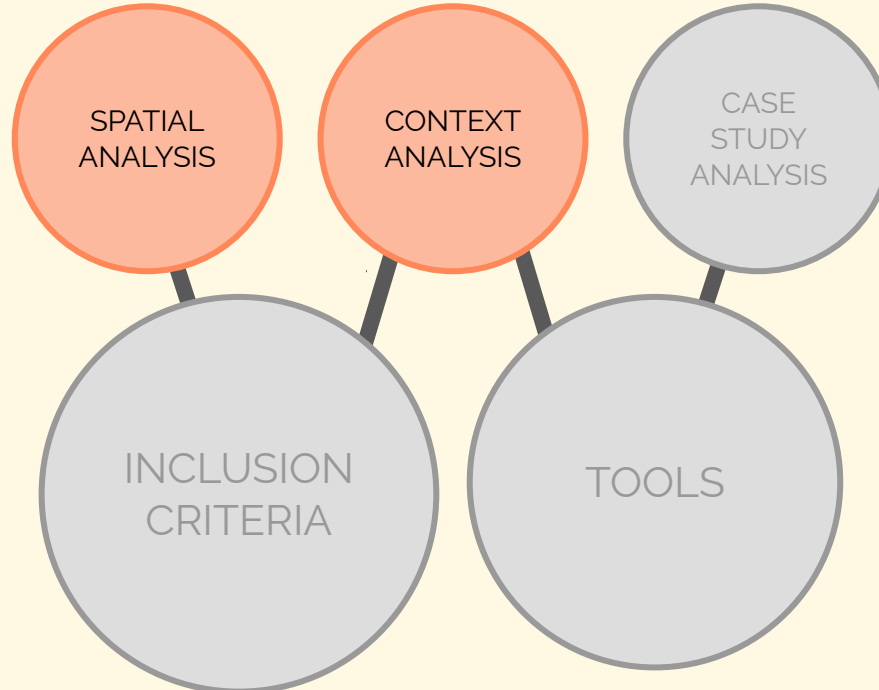 SPATIAL
ANALYSIS
CONTEXT
ANALYSIS
CASE
STUDY
ANALYSIS
INCLUSION
CRITERIA
TOOLS